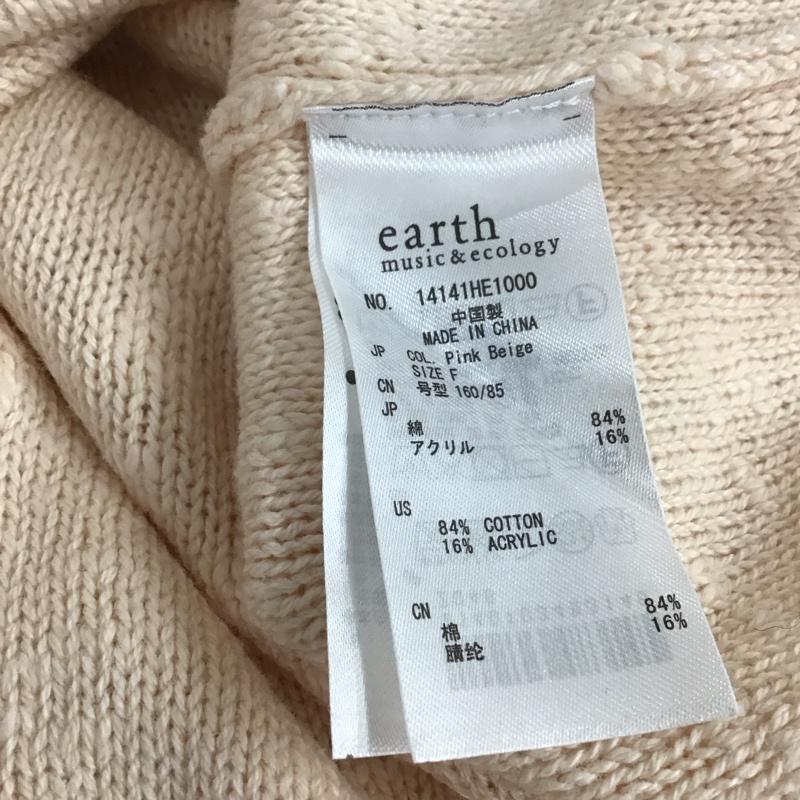 earth
music&ecology
NO. 14141HE1000
中国製
MADE IN CHINA
JP COL. Pink Beige
SIZE F
CN 号型 160/85
JP
綿 84%
アクリル 16%
US
84% COTTON
16% ACRYLIC
CN
棉 84%
腈纶 16%